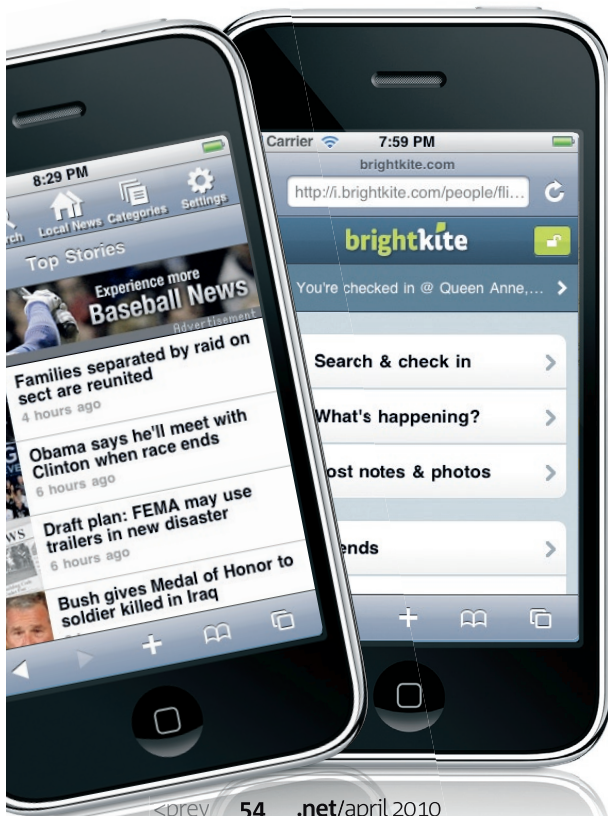 8:29 PM
Local News Categories Settings
Top Stories
Experience more
Baseball News
Advertisement
Families separated by raid on
sect are reunited
4 hours ago
Obama says he'll meet with
Clinton when race ends
6 hours ago
Draft plan: FEMA may use
trailers in new disaster
6 hours ago
Bush gives Medal of Honor to
soldier killed in Iraq
Carrier 7:59 PM
brightkite.com
http://i.brightkite.com/people/fli...
brightkite
You're checked in @ Queen Anne,...
Search & check in
What's happening?
ost notes & photos
ends
<prev 54 .net/april 2010